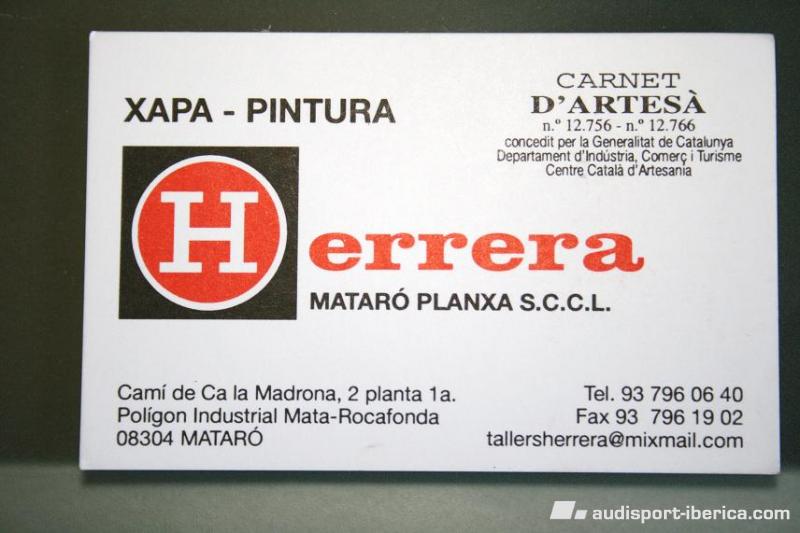 XAPA - PINTURA
CARNET
D'ARTESÀ
n.º 12.756 - n.º 12.766
concedit per la Generalitat de Catalunya
Departament d'Indústria, Comerç i Turisme
Centre Català d'Artesania
Herrera
MATARÓ PLANXA S.C.C.L.
Camí de Ca la Madrona, 2 planta 1a.
Polígon Industrial Mata-Rocafonda
08304 MATARÓ
Tel. 93 796 06 40
Fax 93 796 19 02
tallersherrera@mixmail.com
audisport-iberica.com